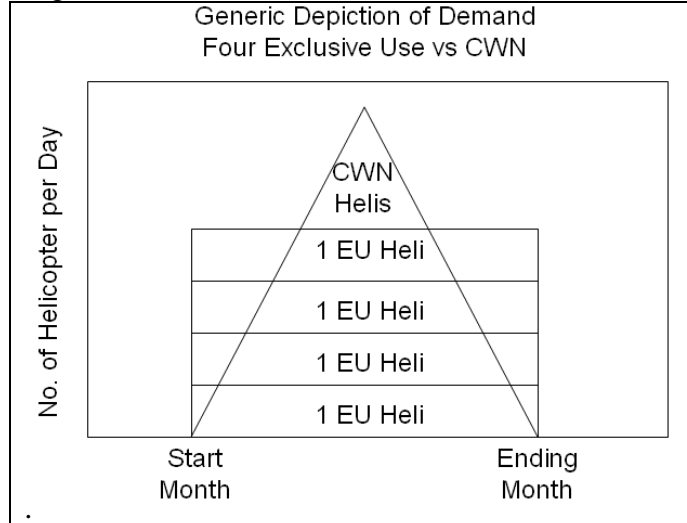 Generic Depiction of Demand
Four Exclusive Use vs CWN
No. of Helicopter per Day
CWN
Helis
1 EU Heli
1 EU Heli
1 EU Heli
1 EU Heli
Start
Month
Ending
Month
.